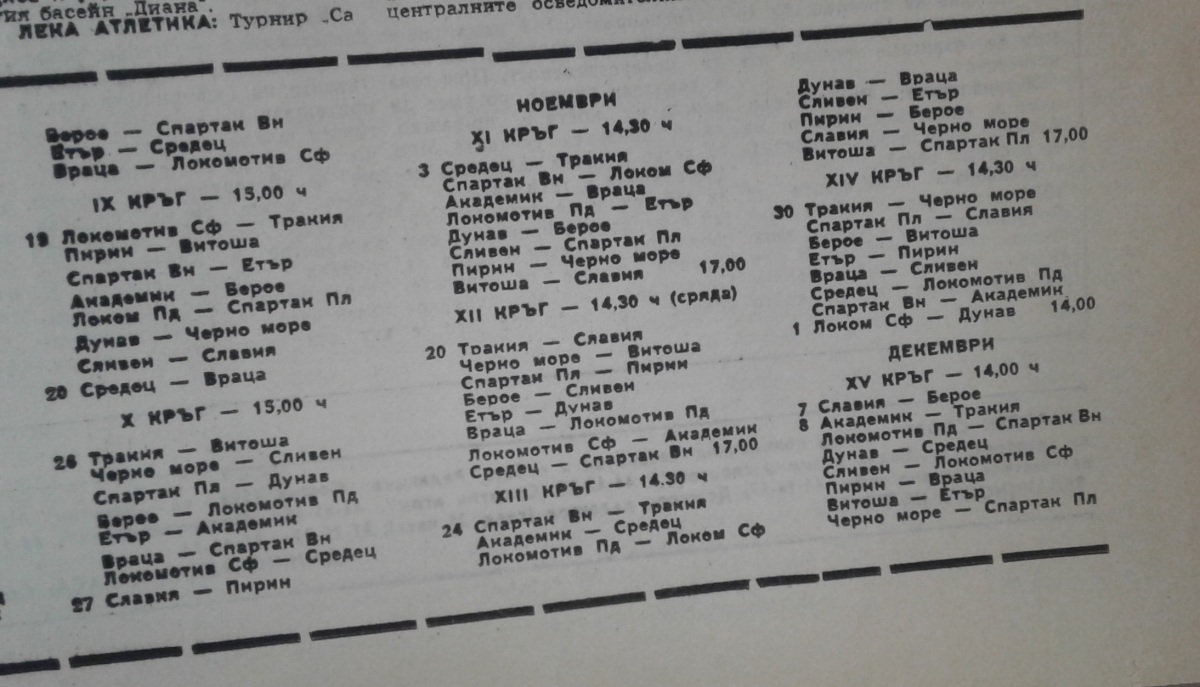 тия басейн „Диана“.
ЛЕКА АТЛЕТИКА: Турнир „Са
централните
Берое — Спартак Вн
Етър — Средец
Враца — Локомотив Сф
IX КРЪГ — 15,00 ч
19 Локомотив Сф — Тракия
Пирин — Витоша
Спартак Вн — Етър
Академик — Берое
Локом Пд — Спартак Пл
Дунав — Черно море
Сливен — Славия
20 Средец — Враца
X КРЪГ — 15,00 ч
26 Тракия — Витоша
Черно море — Сливен
Спартак Пл — Дунав
Берое — Локомотив Пд
Етър — Академик
Враца — Спартак Вн
Локомотив Сф — Средец
27 Славия — Пирин
НОЕМВРИ
XI КРЪГ — 14,30 ч
3 Средец — Тракия
Спартак Вн — Локом Сф
Академик — Враца
Локомотив Пд — Етър
Дунав — Берое
Сливен — Спартак Пл
Пирин — Черно море
Витоша — Славия 17,00
XII КРЪГ — 14,30 ч (сряда)
20 Тракия — Славия
Черно море — Витоша
Спартак Пл — Пирин
Берое — Сливен
Етър — Дунав
Враца — Локомотив Пд
Локомотив Сф — Академик
Средец — Спартак Вн 17,00
XIII КРЪГ — 14.30 ч
24 Спартак Вн — Тракия
Академик — Средец
Локомотив Пд — Локом Сф
Дунав — Враца
Сливен — Етър
Пирин — Берое
Славия — Черно море
Витоша — Спартак Пл 17,00
XIV КРЪГ — 14,30 ч
30 Тракия — Черно море
Спартак Пл — Славия
Берое — Витоша
Етър — Пирин
Враца — Сливен
Средец — Локомотив Пд
Спартак Вн — Академик
1 Локом Сф — Дунав 14,00
ДЕКЕМВРИ
XV КРЪГ — 14,00 ч
7 Славия — Берое
8 Академик — Тракия
Локомотив Пд — Спартак Вн
Дунав — Средец
Сливен — Локомотив Сф
Пирин — Враца
Витоша — Етър
Черно море — Спартак Пл